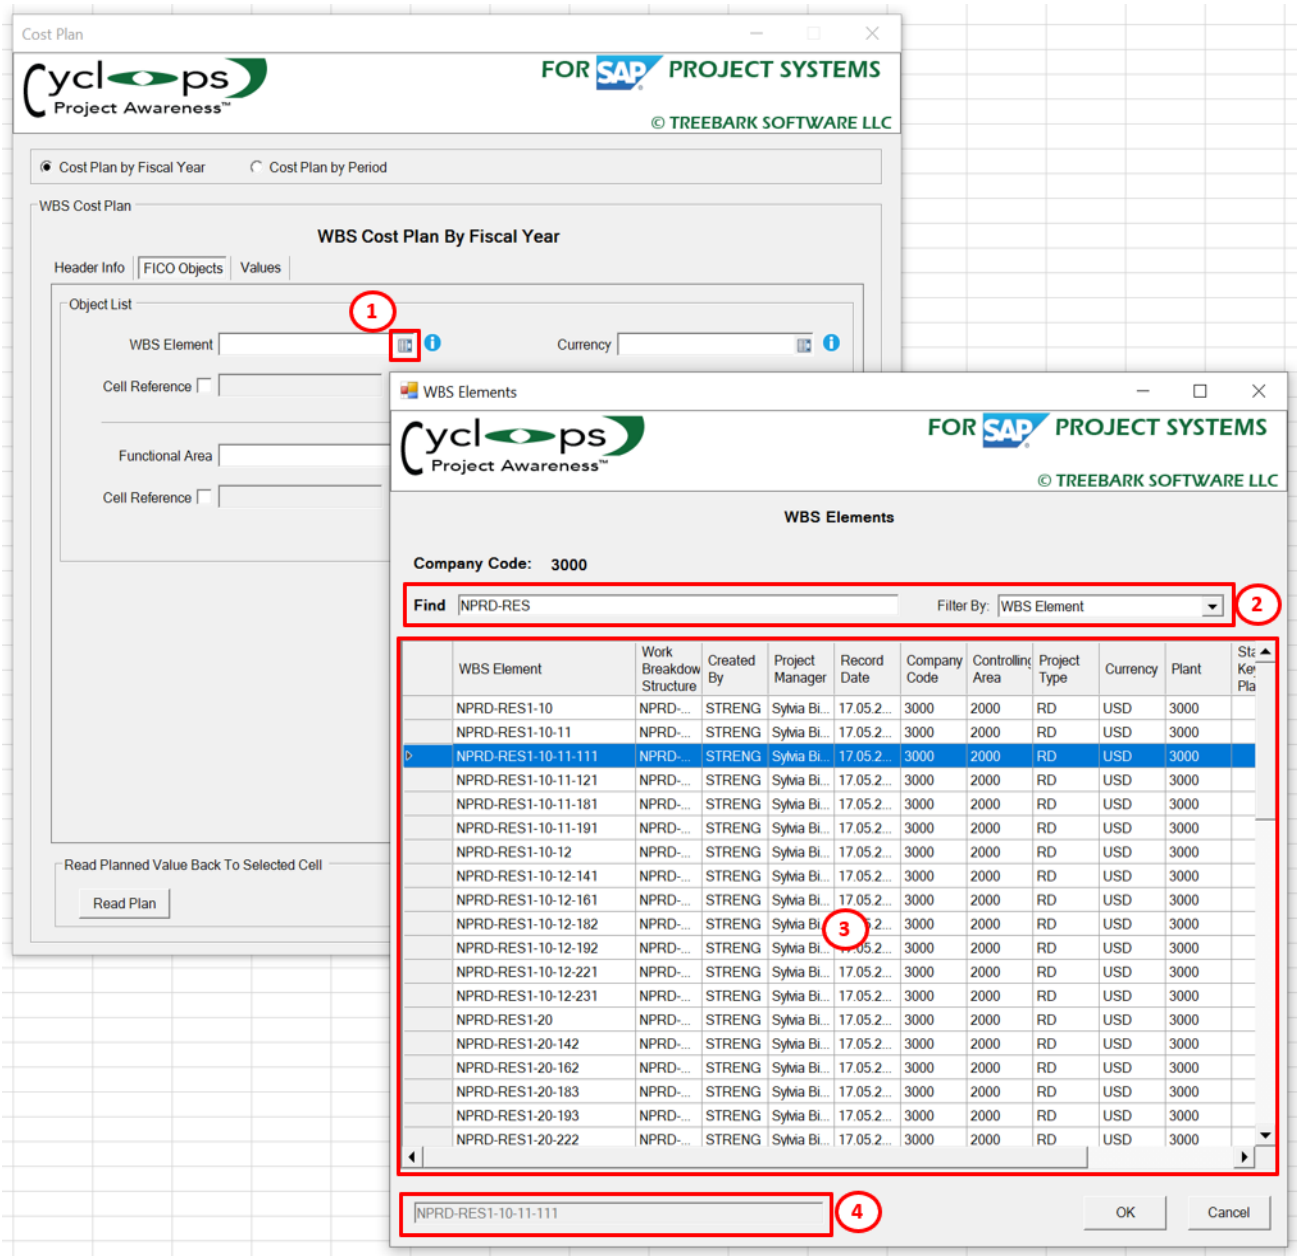 Cost Plan
Cyclops
Project Awareness™
FOR SAP PROJECT SYSTEMS
© TREEBARK SOFTWARE LLC
Cost Plan by Fiscal Year Cost Plan by Period
WBS Cost Plan
WBS Cost Plan By Fiscal Year
Header Info FICO Objects Values
Object List
1
WBS Element Currency
Cell Reference
Functional Area
Cell Reference
Read Planned Value Back To Selected Cell
Read Plan
WBS Elements
Cyclops
Project Awareness™
FOR SAP PROJECT SYSTEMS
© TREEBARK SOFTWARE LLC
WBS Elements
Company Code: 3000
Find NPRD-RES Filter By: WBS Element 2
WBS Element Work Breakdow Structure Created By Project Manager Record Date Company Code Controlling Area Project Type Currency Plant Sta Key Pla
NPRD-RES1-10 NPRD-... STRENG Sylvia Bi... 17.05.2... 3000 2000 RD USD 3000
NPRD-RES1-10-11 NPRD-... STRENG Sylvia Bi... 17.05.2... 3000 2000 RD USD 3000
NPRD-RES1-10-11-111 NPRD-... STRENG Sylvia Bi... 17.05.2... 3000 2000 RD USD 3000
NPRD-RES1-10-11-121 NPRD-... STRENG Sylvia Bi... 17.05.2... 3000 2000 RD USD 3000
NPRD-RES1-10-11-181 NPRD-... STRENG Sylvia Bi... 17.05.2... 3000 2000 RD USD 3000
NPRD-RES1-10-11-191 NPRD-... STRENG Sylvia Bi... 17.05.2... 3000 2000 RD USD 3000
NPRD-RES1-10-12 NPRD-... STRENG Sylvia Bi... 17.05.2... 3000 2000 RD USD 3000
NPRD-RES1-10-12-141 NPRD-... STRENG Sylvia Bi... 17.05.2... 3000 2000 RD USD 3000
NPRD-RES1-10-12-161 NPRD-... STRENG Sylvia Bi... 17.05.2... 3000 2000 RD USD 3000
NPRD-RES1-10-12-182 NPRD-... STRENG Sylvia Bi 3 5.2... 3000 2000 RD USD 3000
NPRD-RES1-10-12-192 NPRD-... STRENG Sylvia Bi... 05.2... 3000 2000 RD USD 3000
NPRD-RES1-10-12-221 NPRD-... STRENG Sylvia Bi... 17.05.2... 3000 2000 RD USD 3000
NPRD-RES1-10-12-231 NPRD-... STRENG Sylvia Bi... 17.05.2... 3000 2000 RD USD 3000
NPRD-RES1-20 NPRD-... STRENG Sylvia Bi... 17.05.2... 3000 2000 RD USD 3000
NPRD-RES1-20-142 NPRD-... STRENG Sylvia Bi... 17.05.2... 3000 2000 RD USD 3000
NPRD-RES1-20-162 NPRD-... STRENG Sylvia Bi... 17.05.2... 3000 2000 RD USD 3000
NPRD-RES1-20-183 NPRD-... STRENG Sylvia Bi... 17.05.2... 3000 2000 RD USD 3000
NPRD-RES1-20-193 NPRD-... STRENG Sylvia Bi... 17.05.2... 3000 2000 RD USD 3000
NPRD-RES1-20-222 NPRD-... STRENG Sylvia Bi... 17.05.2... 3000 2000 RD USD 3000
NPRD-RES1-10-11-111 4 OK Cancel